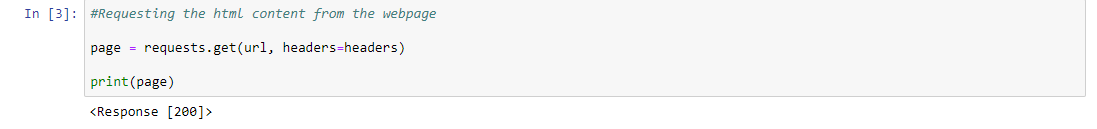 In [3]: #Requesting the html content from the webpage
page = requests.get(url, headers=headers)
print(page)
<Response [200]>